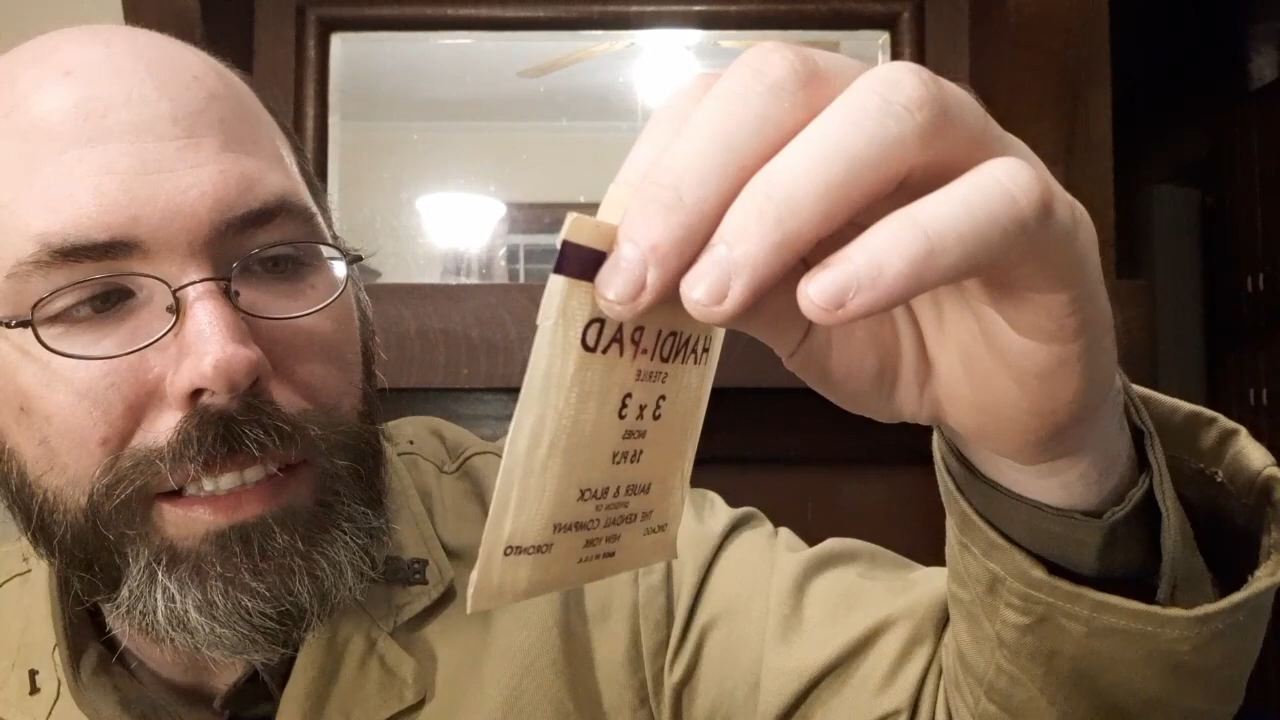 HANDI-PAD
STERILE
3 x 3
INCHES
16 PLY
BAUER & BLACK
DIVISION OF
THE KENDALL COMPANY
CHICAGO NEW YORK TORONTO
MADE IN U.S.A.